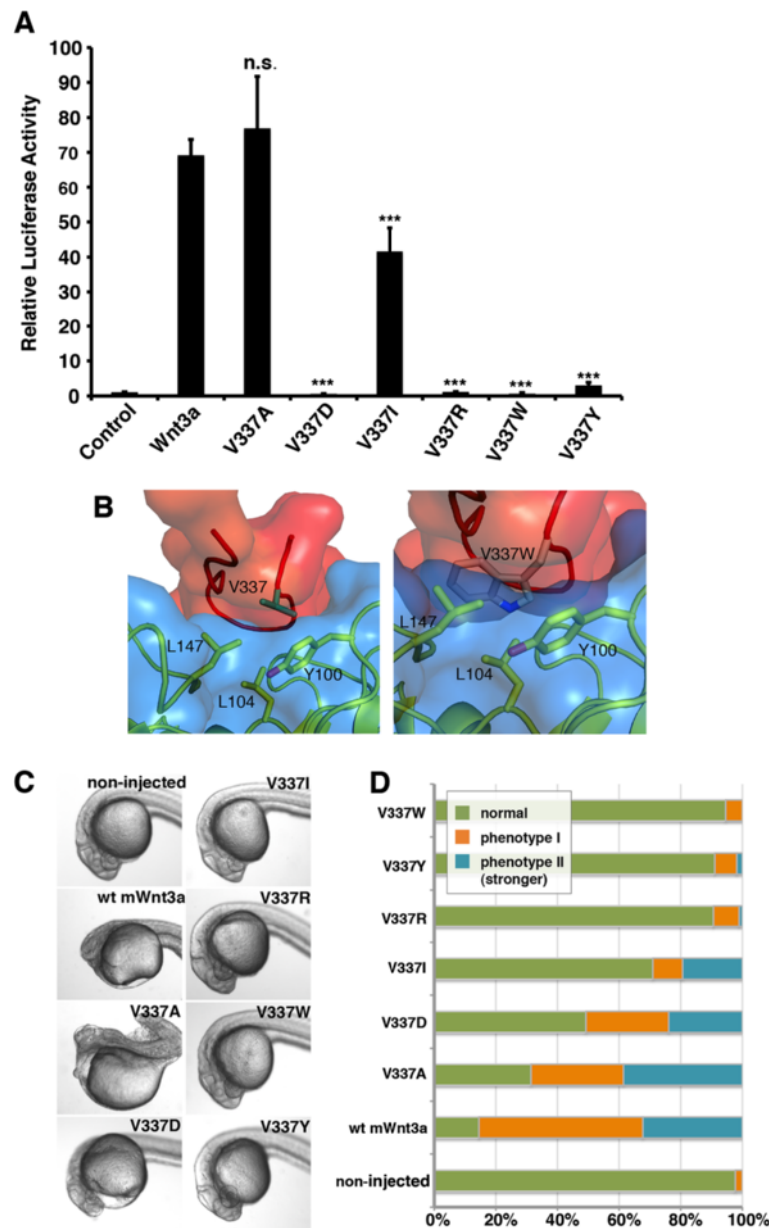 A
Relative Luciferase Activity
100
90
80
70
60
50
40
30
20
10
0
n.s.
***
***
***
***
***
Control
Wnt3a
V337A
V337D
V337I
V337R
V337W
V337Y
B
V337
L147
L104
Y100
V337W
L147
L104
Y100
C
non-injected
V337I
wt mWnt3a
V337R
V337A
V337W
V337D
V337Y
D
normal
phenotype I
phenotype II
(stronger)
V337W
V337Y
V337R
V337I
V337D
V337A
wt mWnt3a
non-injected
0% 20% 40% 60% 80% 100%